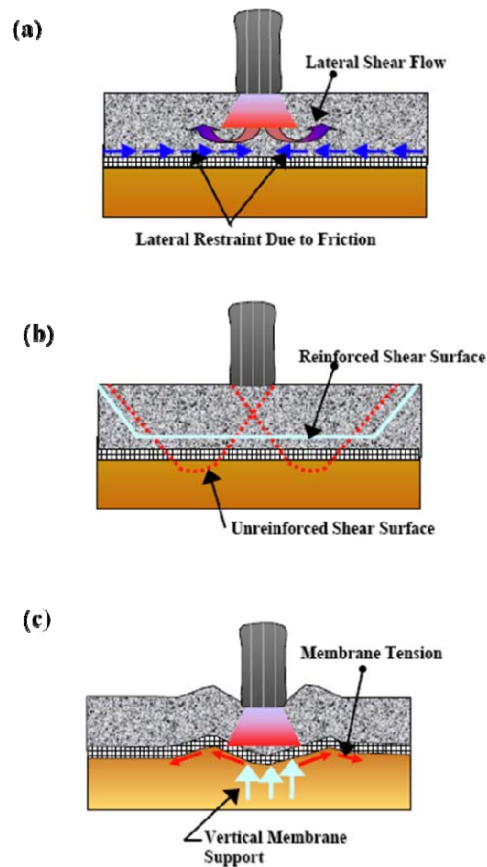 (a)
Lateral Shear Flow
Lateral Restraint Due to Friction
(b)
Reinforced Shear Surface
Unreinforced Shear Surface
(c)
Membrane Tension
Vertical Membrane
Support